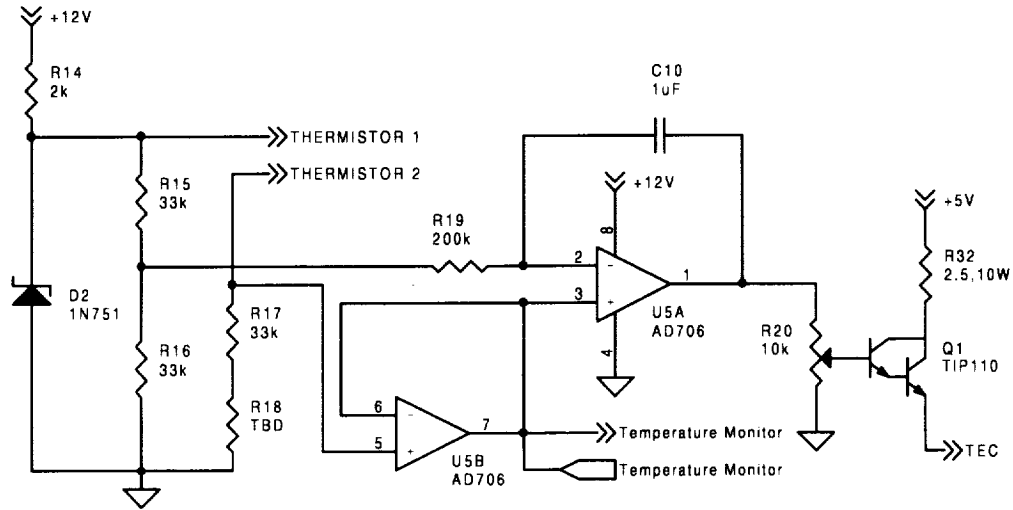 +12V
R14
2k
C10
1uF
THERMISTOR 1
THERMISTOR 2
R15
33k
+12V
+5V
R19
200k
8
2
-
1
R32
2.5,10W
3
+
D2
1N751
R17
33k
U5A
AD706
R20
10k
Q1
TIP110
R16
33k
4
R18
TBD
6
-
7
5
+
Temperature Monitor
U5B
AD706
Temperature Monitor
TEC